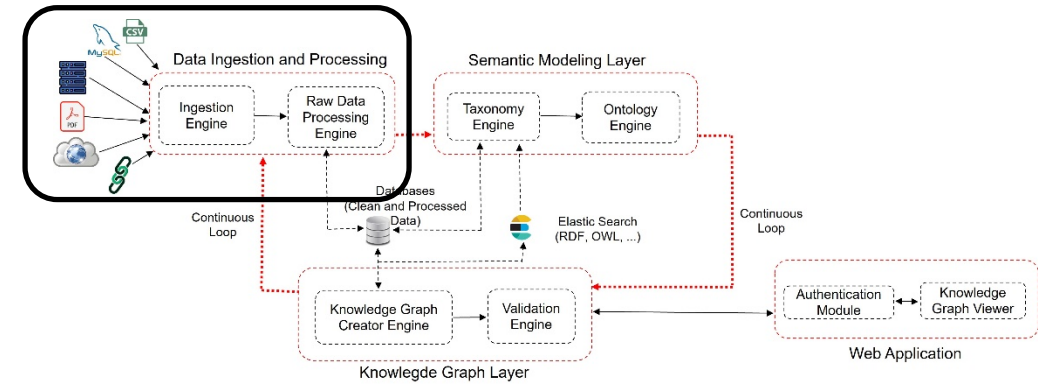 CSV
MySQL
PDF
Data Ingestion and Processing
Ingestion
Engine
Raw Data
Processing
Engine
Semantic Modeling Layer
Taxonomy
Engine
Ontology
Engine
Continuous
Loop
Databases
(Clean and Processed
Data)
Elastic Search
(RDF, OWL, ...)
Continuous
Loop
Knowledge Graph
Creator Engine
Validation
Engine
Knowlegde Graph Layer
Authentication
Module
Knowledge
Graph Viewer
Web Application